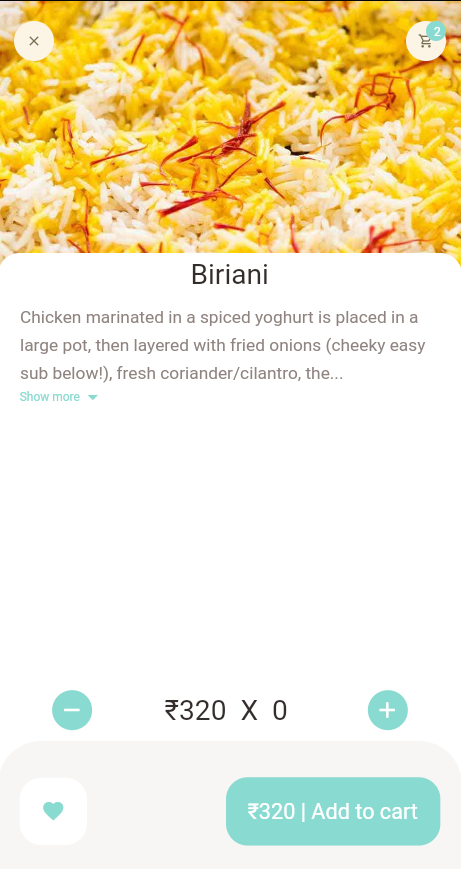 2
Biriani
Chicken marinated in a spiced yoghurt is placed in a
large pot, then layered with fried onions (cheeky easy
sub below!), fresh coriander/cilantro, the...
Show more
₹320 X 0
₹320 | Add to cart